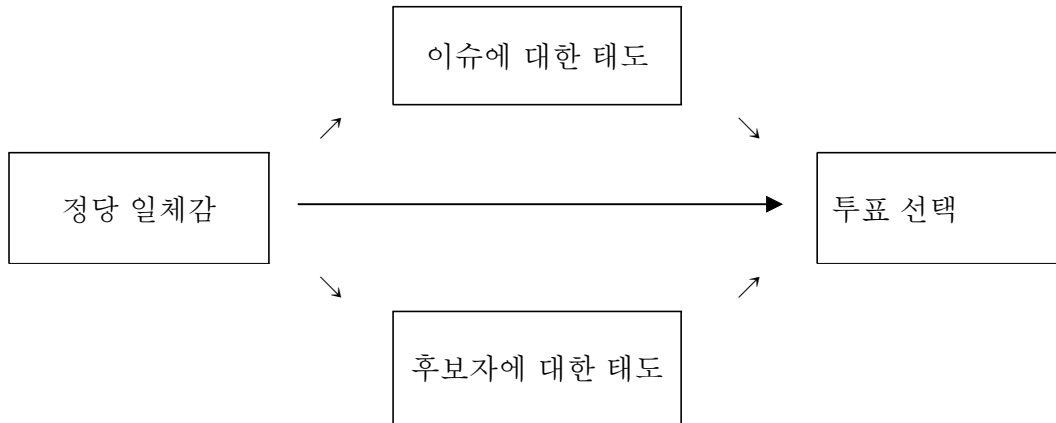 이슈에 대한 태도
정당 일체감
투표 선택
후보자에 대한 태도